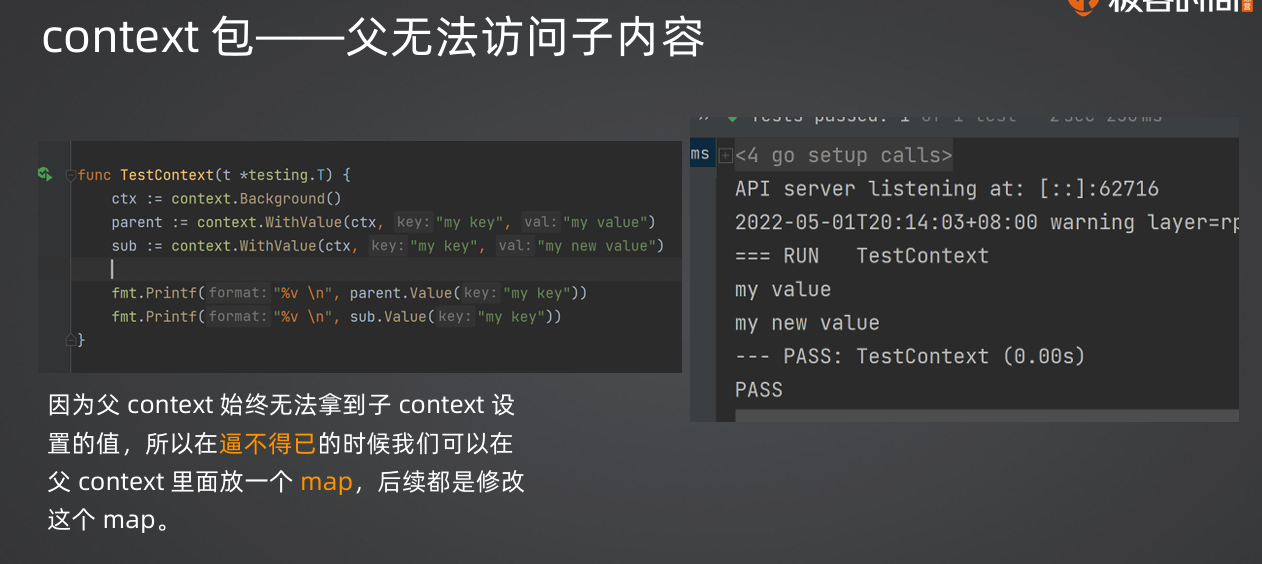 context 包——父无法访问子内容
func TestContext(t *testing.T) {
ctx := context.Background()
parent := context.WithValue(ctx, key: "my key", val: "my value")
sub := context.WithValue(ctx, key: "my key", val: "my new value")
fmt.Printf(format: "%v \n", parent.Value(key: "my key"))
fmt.Printf(format: "%v \n", sub.Value(key: "my key"))
}
因为父 context 始终无法拿到子 context 设
置的值，所以在逼不得已的时候我们可以在
父 context 里面放一个 map，后续都是修改
这个 map。
极客时间
Tests passed: 1 of 1 test
ms
<4 go setup calls>
API server listening at: [::]:62716
2022-05-01T20:14:03+08:00 warning layer=rp
=== RUN   TestContext
my value
my new value
--- PASS: TestContext (0.00s)
PASS